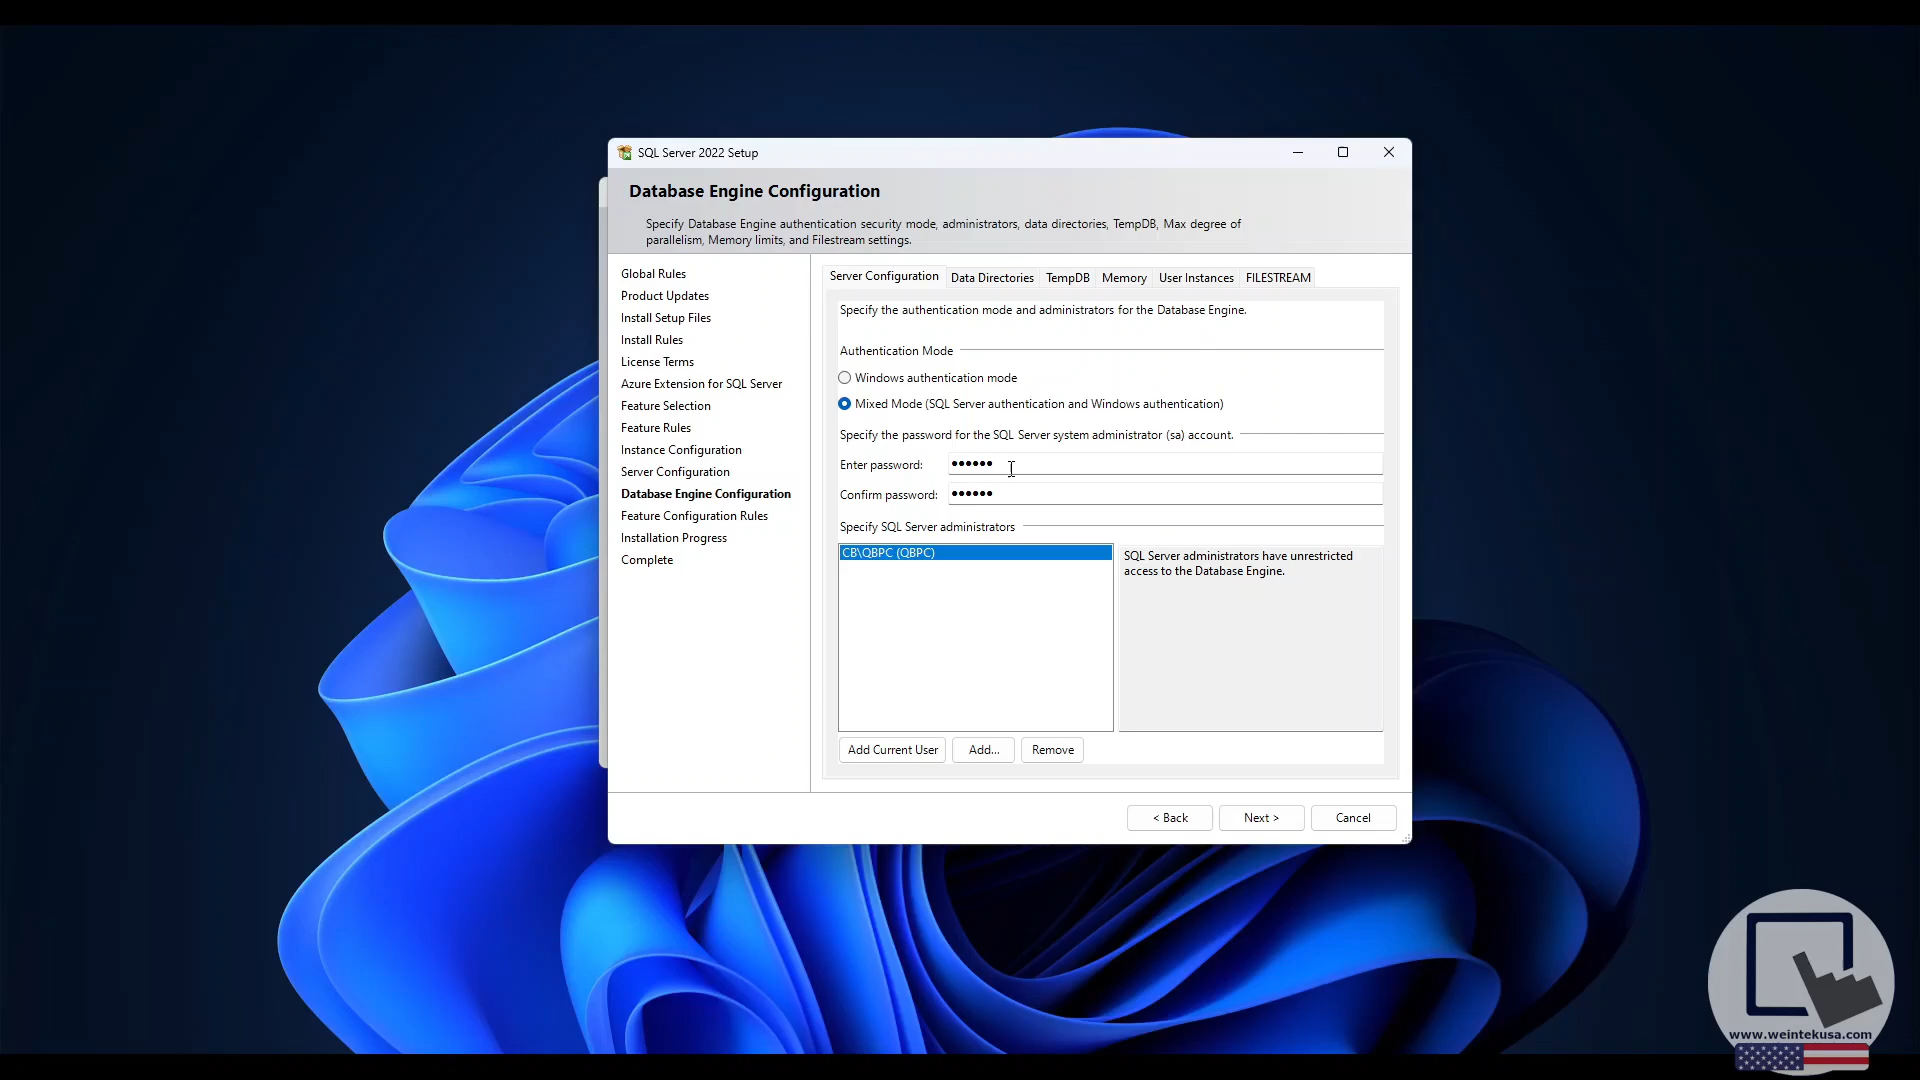 SQL Server 2022 Setup
Database Engine Configuration
Specify Database Engine authentication security mode, administrators, data directories, TempDB, Max degree of
parallelism, Memory limits, and Filestream settings.
Global Rules
Product Updates
Install Setup Files
Install Rules
License Terms
Azure Extension for SQL Server
Feature Selection
Feature Rules
Instance Configuration
Server Configuration
Database Engine Configuration
Feature Configuration Rules
Installation Progress
Complete
Server Configuration Data Directories TempDB Memory User Instances FILESTREAM
Specify the authentication mode and administrators for the Database Engine.
Authentication Mode
Windows authentication mode
Mixed Mode (SQL Server authentication and Windows authentication)
Specify the password for the SQL Server system administrator (sa) account.
Enter password: ••••••
Confirm password: ••••••
Specify SQL Server administrators
CB\QBPC (QBPC)
SQL Server administrators have unrestricted
access to the Database Engine.
Add Current User Add... Remove
< Back Next > Cancel
www.weintekusa.com